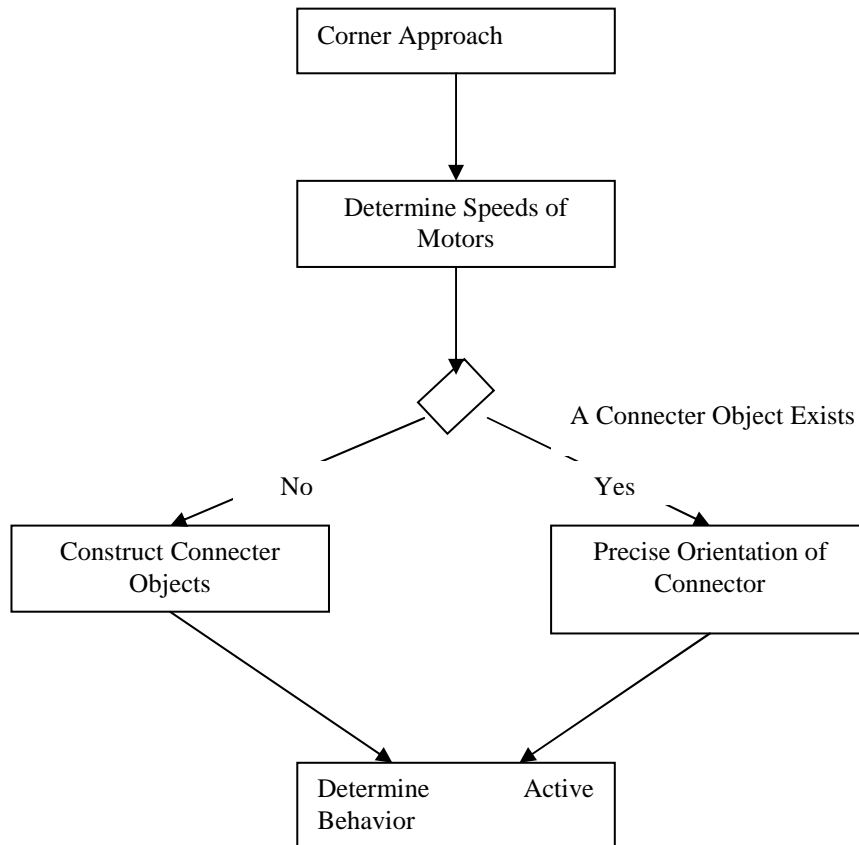 Corner Approach
Determine Speeds of
Motors
A Connecter Object Exists
No
Yes
Construct Connecter
Objects
Precise Orientation of
Connector
Determine Active
Behavior